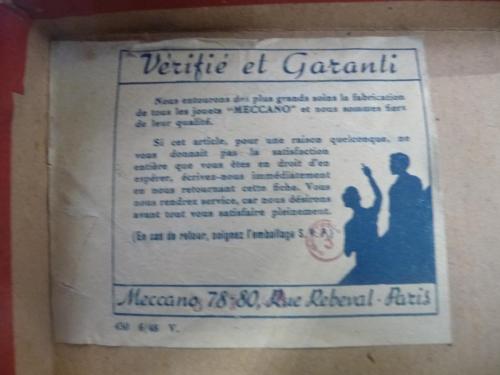 Vérifié et Garanti
Nous entourons des plus grands soins la fabrication
de tous les jouets "MECCANO" et nous sommes fiers
de leur qualité.
Si cet article, pour une raison quelconque, ne
vous donnait pas la satisfaction
entière que vous êtes en droit d'en
espérer, écrivez-nous immédiatement
en nous retournant cette fiche. Vous
nous rendrez service, car nous désirons
avant tout vous satisfaire pleinement.
(En cas de retour, soignez l'emballage S.V.P.)
Meccano 78-80, Rue Rebeval - Paris
450 6/48 V.